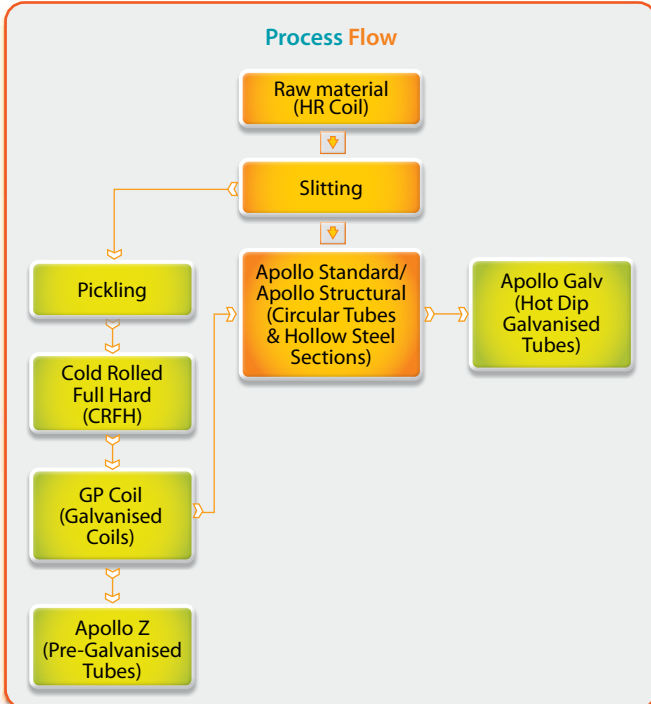 Process Flow
Raw material
(HR Coil)
Slitting
Pickling
Apollo Standard/
Apollo Structural
(Circular Tubes
& Hollow Steel
Sections)
Apollo Galv
(Hot Dip
Galvanised
Tubes)
Cold Rolled
Full Hard
(CRFH)
GP Coil
(Galvanised
Coils)
Apollo Z
(Pre-Galvanised
Tubes)